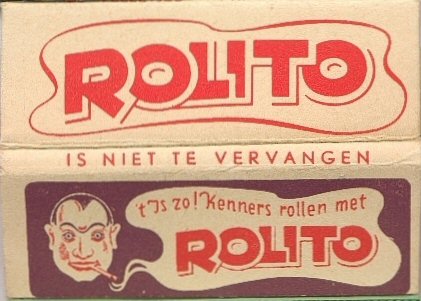 ROLITO
IS NIET TE VERVANGEN
't Is zo! Kenners rollen met
ROLITO